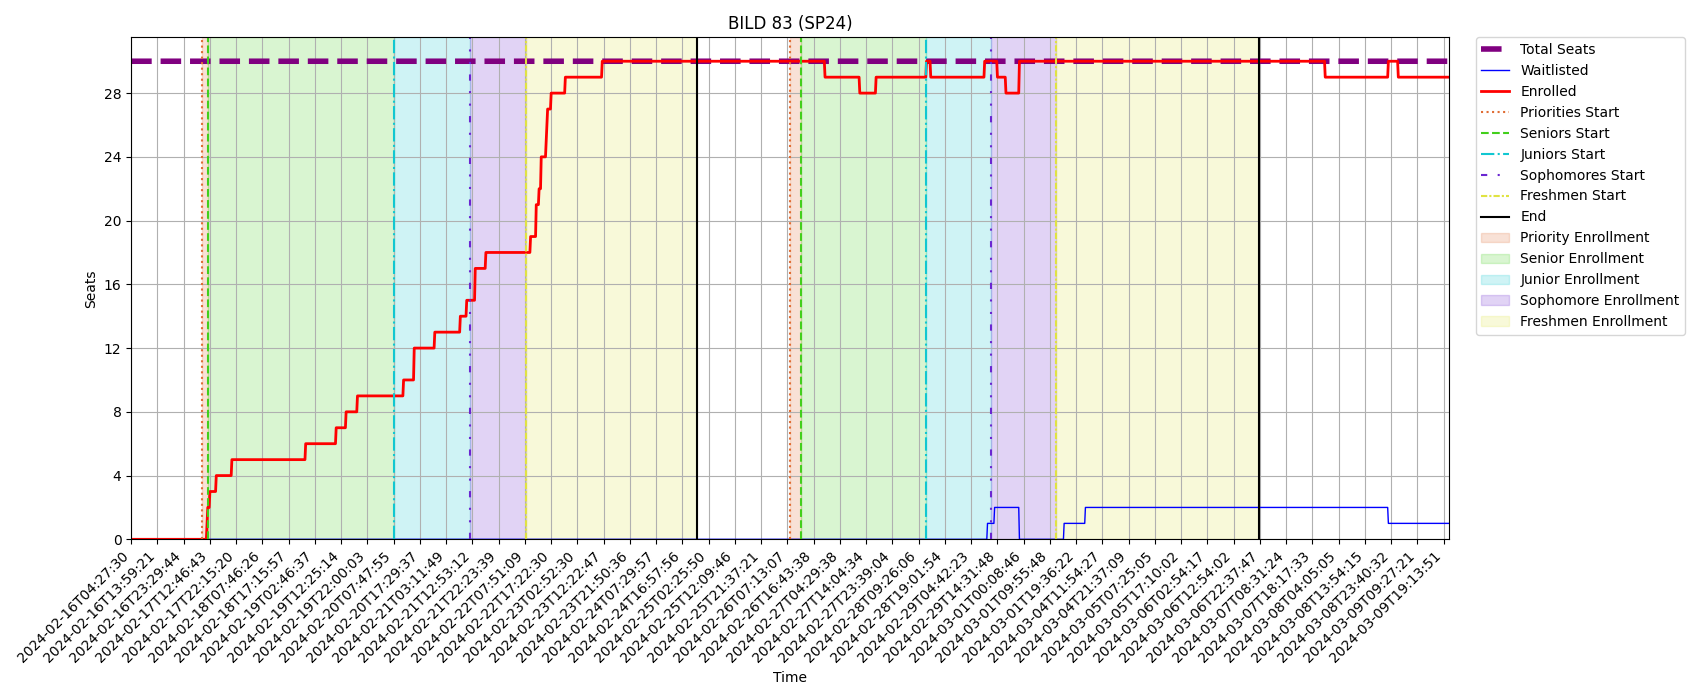 BILD 83 (SP24)
Total Seats
Waitlisted
Enrolled
Priorities Start
Seniors Start
Juniors Start
Sophomores Start
Freshmen Start
End
Priority Enrollment
Senior Enrollment
Junior Enrollment
Sophomore Enrollment
Freshmen Enrollment
Seats
28
24
20
16
12
8
4
0
2024-02-16T04:27:30
2024-02-16T13:59:21
2024-02-16T23:29:44
2024-02-17T12:46:43
2024-02-17T22:15:20
2024-02-18T07:46:26
2024-02-18T17:15:57
2024-02-19T02:46:37
2024-02-19T12:25:14
2024-02-19T22:00:03
2024-02-20T07:47:55
2024-02-20T17:29:37
2024-02-21T03:11:49
2024-02-21T12:53:12
2024-02-21T22:23:39
2024-02-22T07:51:09
2024-02-22T17:22:30
2024-02-23T02:52:30
2024-02-23T12:22:47
2024-02-23T21:50:36
2024-02-24T07:29:57
2024-02-24T16:57:56
2024-02-25T02:25:50
2024-02-25T12:09:46
2024-02-25T21:37:21
2024-02-26T07:13:07
2024-02-26T16:43:38
2024-02-27T04:29:38
2024-02-27T14:04:34
2024-02-27T23:39:04
2024-02-28T09:26:06
2024-02-28T19:01:54
2024-02-29T04:42:23
2024-02-29T14:31:48
2024-03-01T00:08:46
2024-03-01T09:55:48
2024-03-01T19:36:22
2024-03-04T11:54:27
2024-03-04T21:37:09
2024-03-05T07:25:05
2024-03-05T17:10:02
2024-03-06T02:54:17
2024-03-06T12:54:02
2024-03-06T22:37:47
2024-03-07T08:31:24
2024-03-07T18:17:33
2024-03-08T04:05:05
2024-03-08T13:54:15
2024-03-08T23:40:32
2024-03-09T09:27:21
2024-03-09T19:13:51
Time